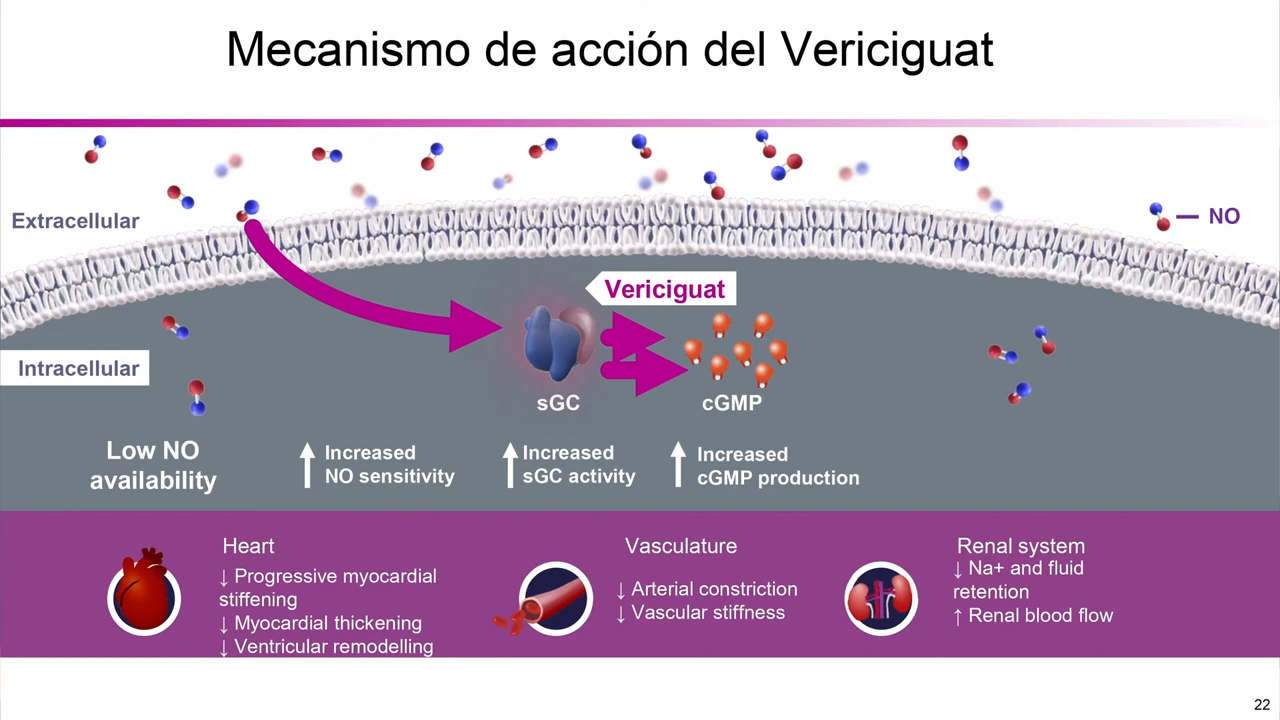 Mecanismo de acción del Vericiguat
Extracellular
NO
Vericiguat
Intracellular
sGC
cGMP
Low NO
availability
↑ Increased
NO sensitivity
↑ Increased
sGC activity
↑ Increased
cGMP production
Heart
↓ Progressive myocardial
stiffening
↓ Myocardial thickening
↓ Ventricular remodelling
Vasculature
↓ Arterial constriction
↓ Vascular stiffness
Renal system
↓ Na+ and fluid
retention
↑ Renal blood flow
22